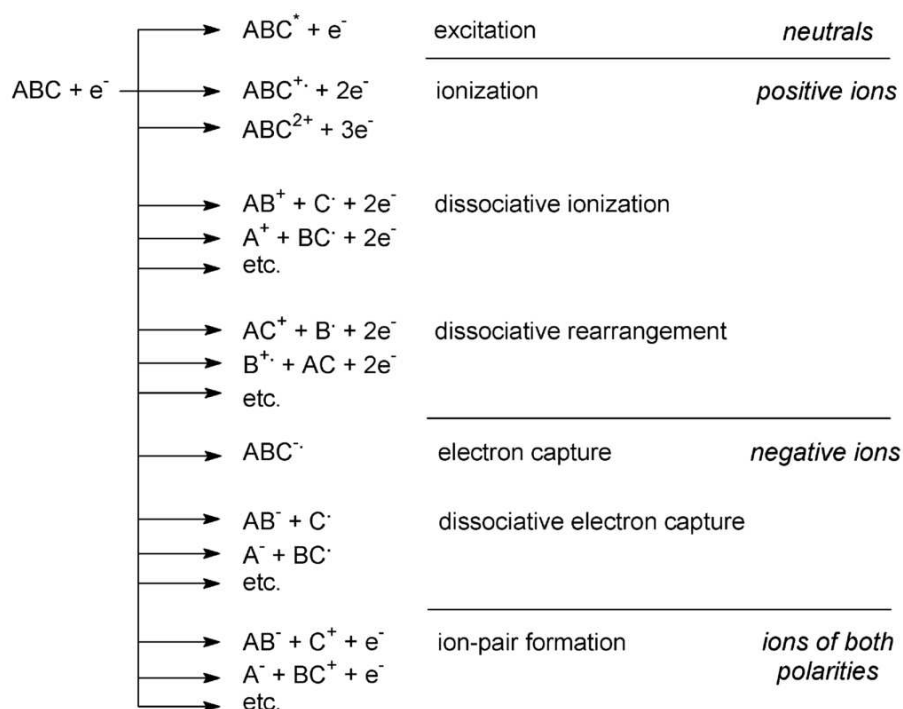 ABC* + e⁻ excitation neutrals
ABC + e⁻ ABC⁺· + 2e⁻ ionization positive ions
ABC²⁺ + 3e⁻
AB⁺ + C· + 2e⁻ dissociative ionization
A⁺ + BC· + 2e⁻
etc.
AC⁺ + B· + 2e⁻ dissociative rearrangement
B⁺· + AC + 2e⁻
etc.
ABC⁻· electron capture negative ions
AB⁻ + C· dissociative electron capture
A⁻ + BC·
etc.
AB⁻ + C⁺ + e⁻ ion-pair formation ions of both
A⁻ + BC⁺ + e⁻ polarities
etc.